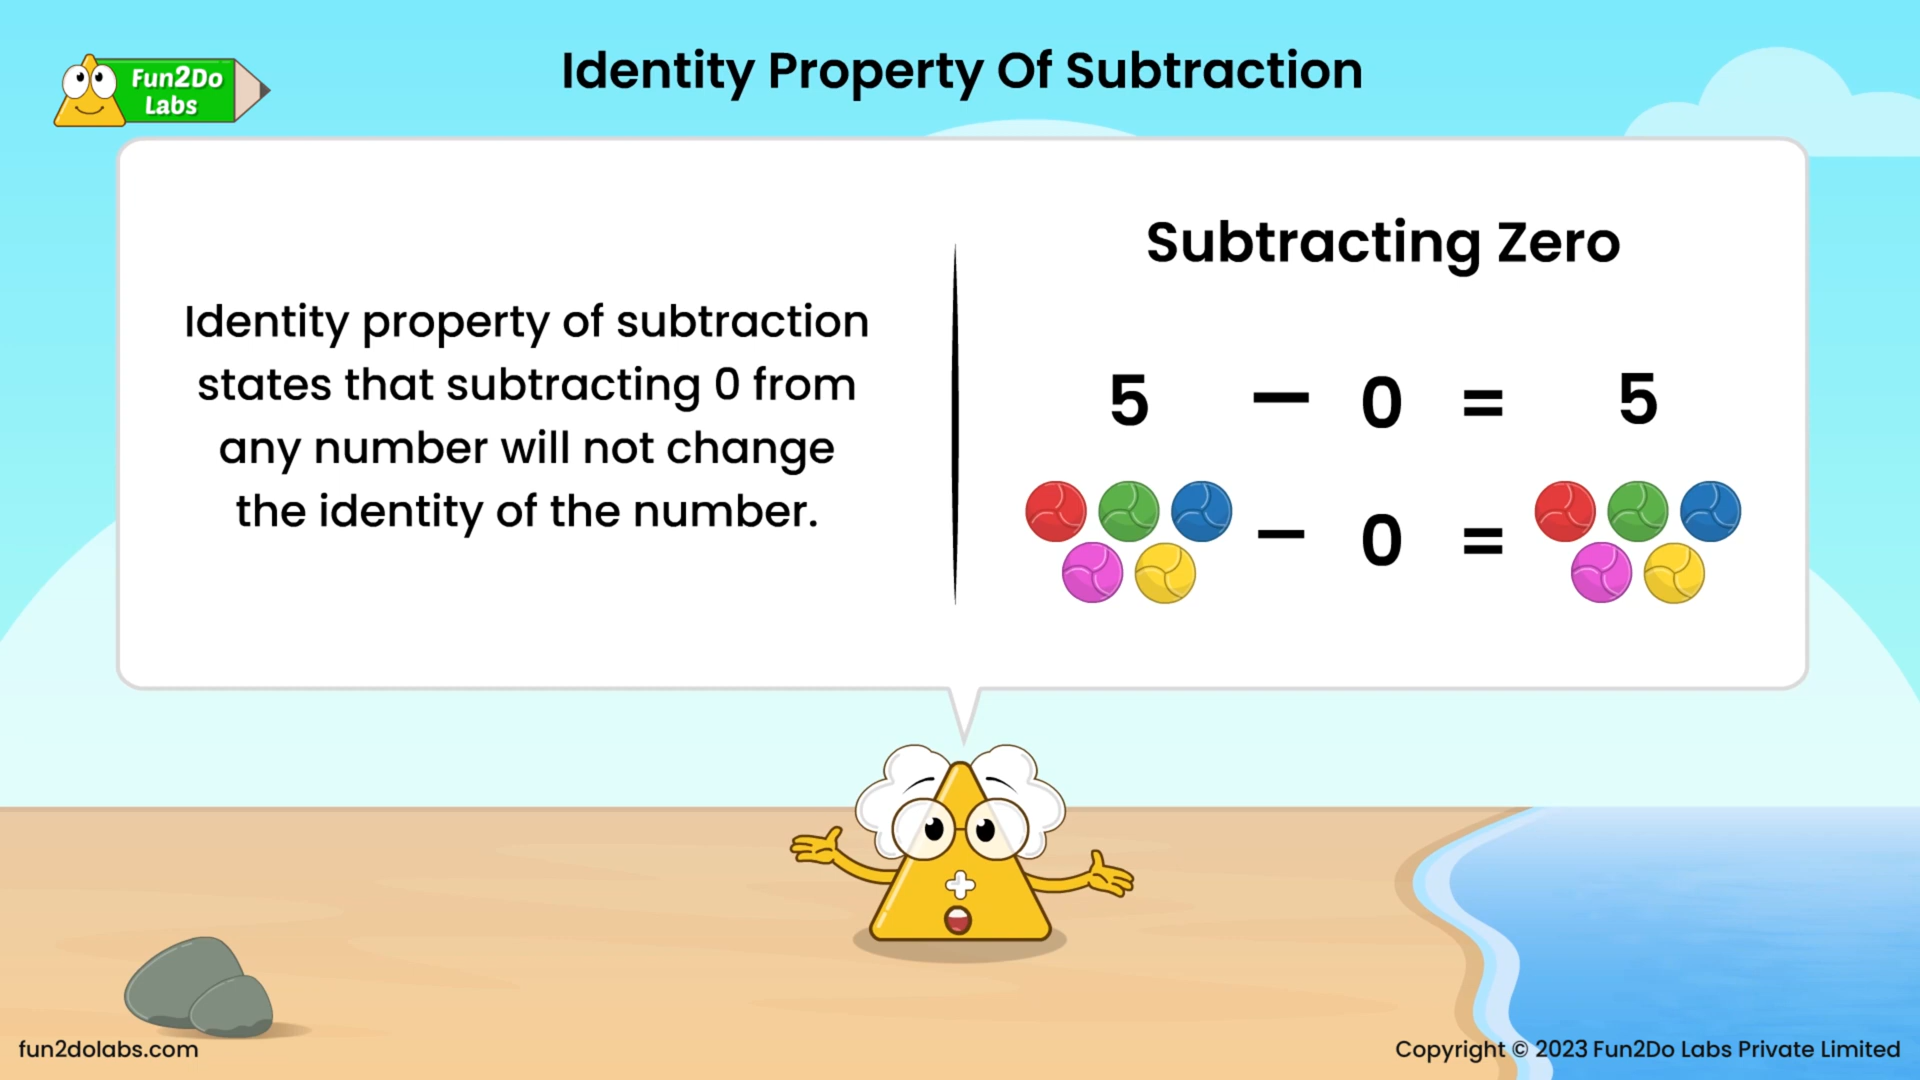 Fun2Do
Labs
Identity Property Of Subtraction
Identity property of subtraction
states that subtracting 0 from
any number will not change
the identity of the number.
Subtracting Zero
5 − 0 = 5
− 0 =
fun2dolabs.com
Copyright © 2023 Fun2Do Labs Private Limited